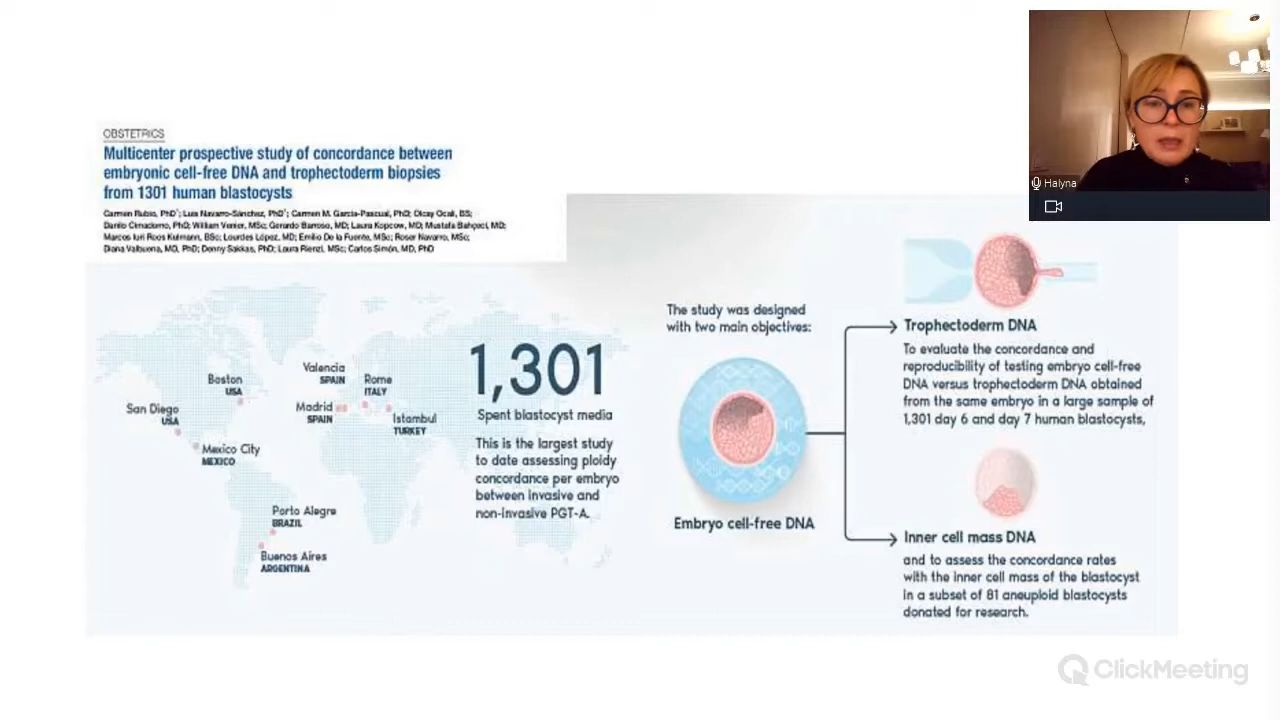 OBSTETRICS
Multicenter prospective study of concordance between
embryonic cell-free DNA and trophectoderm biopsies
from 1301 human blastocysts
Carmen Rubio, PhD¹; Luis Navarro-Sánchez, PhD¹; Carmen M. García-Pascual, PhD; Olcay Ocali, BS;
Danilo Cimadomo, PhD; William Venier, MSc; Gerardo Barroso, MD; Laura Kopcow, MD; Mustafa Bahçeci, MD;
Marcos Iuri Roos Kulmann, BSc; Lourdes López, MD; Emilio De la Fuente, MSc; Roser Navarro, MSc;
Diana Valbuena, MD, PhD; Denny Sakkas, PhD; Laura Rienzi, MSc; Carlos Simón, MD, PhD
Boston
USA
San Diego
USA
Mexico City
MEXICO
Porto Alegre
BRAZIL
Buenos Aires
ARGENTINA
Valencia
SPAIN
Madrid
SPAIN
Rome
ITALY
Istambul
TURKEY
1,301
Spent blastocyst media
This is the largest study
to date assessing ploidy
concordance per embryo
between invasive and
non-invasive PGT-A.
The study was designed
with two main objectives:
Embryo cell-free DNA
Trophectoderm DNA
To evaluate the concordance and
reproducibility of testing embryo cell-free
DNA versus trophectoderm DNA obtained
from the same embryo in a large sample of
1,301 day 6 and day 7 human blastocysts,
Inner cell mass DNA
and to assess the concordance rates
with the inner cell mass of the blastocyst
in a subset of 81 aneuploid blastocysts
donated for research.
Halyna
ClickMeeting